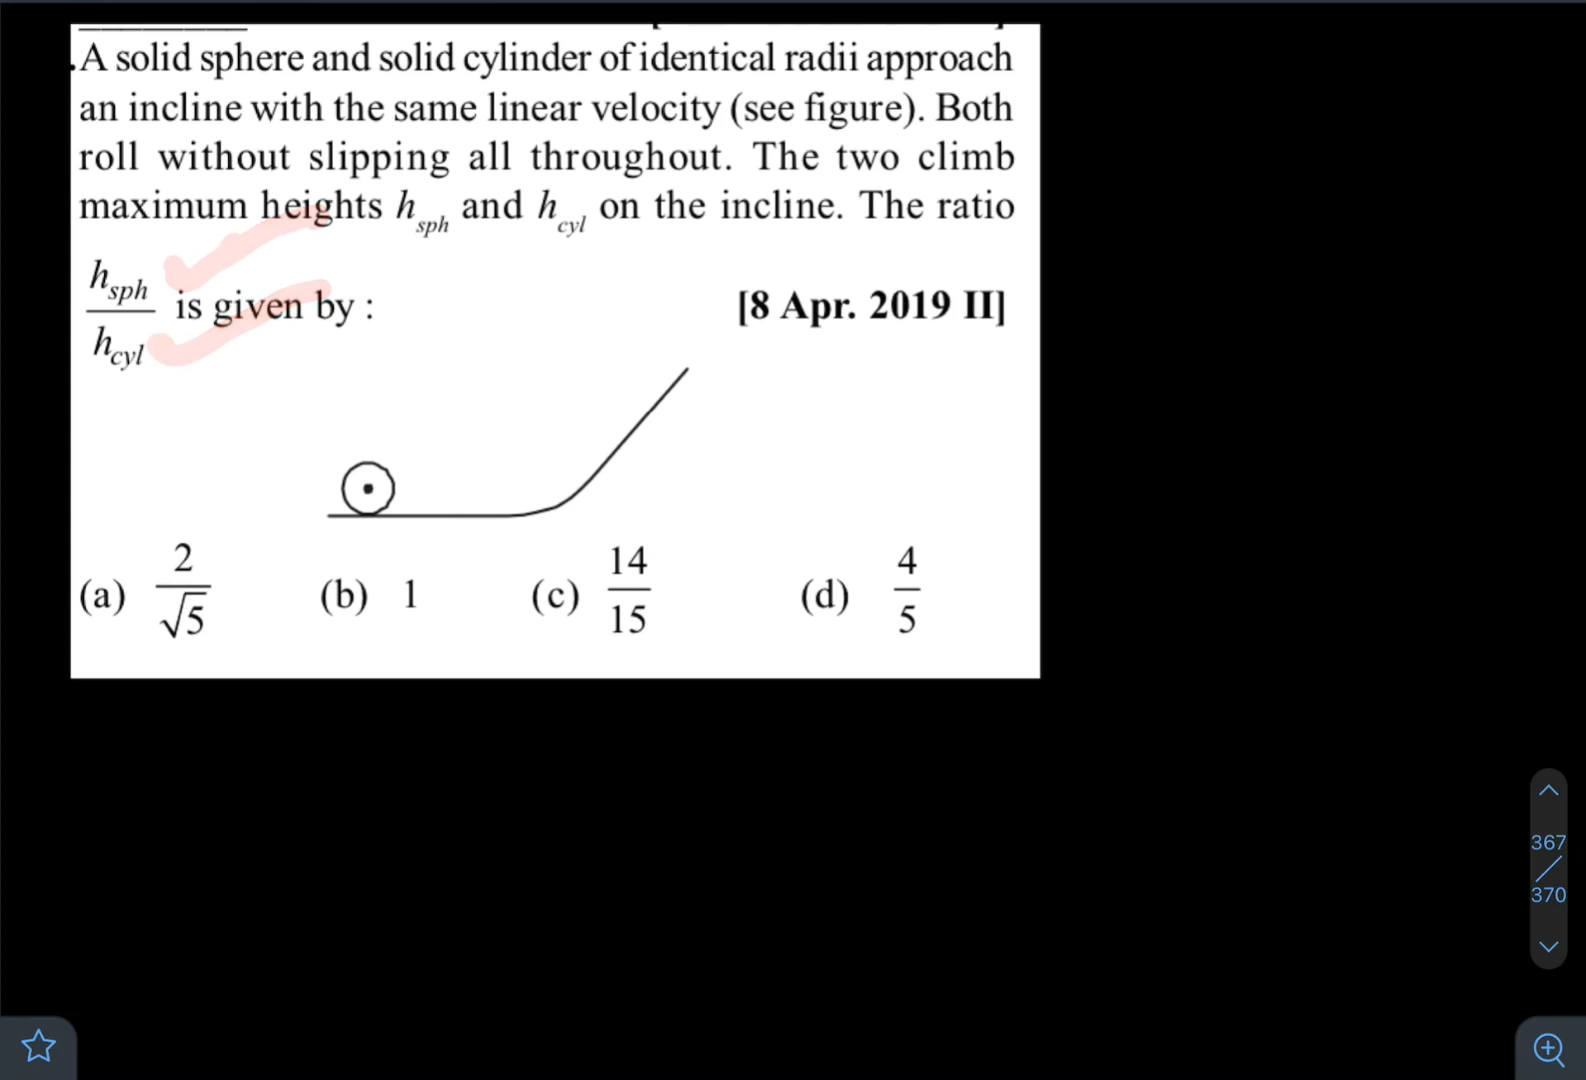 .A solid sphere and solid cylinder of identical radii approach
an incline with the same linear velocity (see figure). Both
roll without slipping all throughout. The two climb
maximum heights h_sph and h_cyl on the incline. The ratio
h_sph/h_cyl is given by : [8 Apr. 2019 II]
(a) 2/√5 (b) 1 (c) 14/15 (d) 4/5
367
/
370